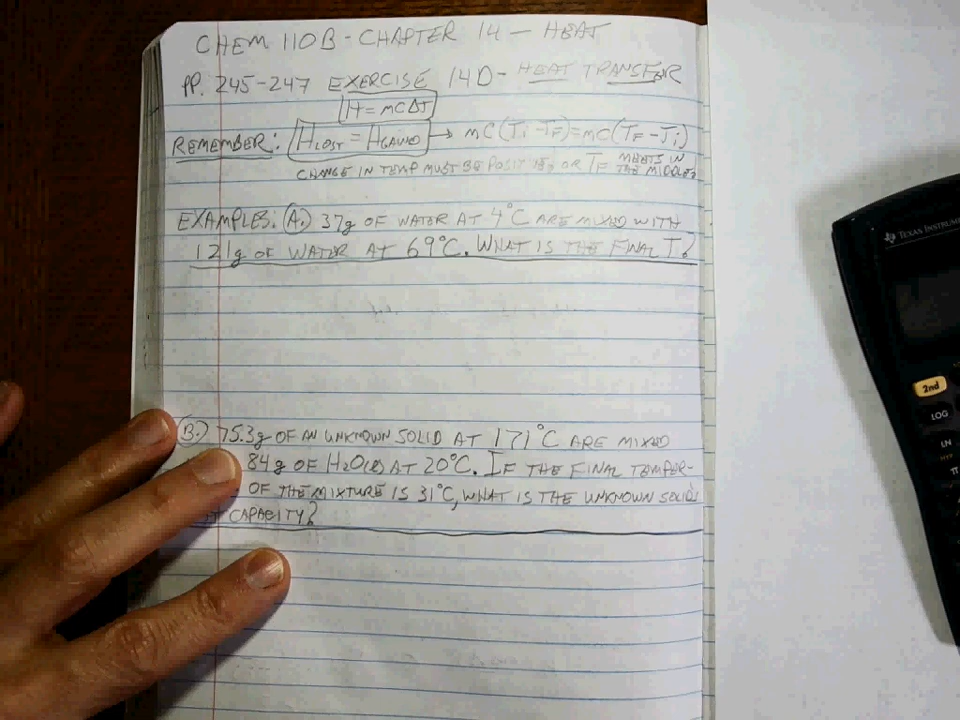 CHEM 110B - CHAPTER 14 - HEAT
PP. 245-247 EXERCISE 14D - HEAT TRANSFER
H = mCΔT
REMEMBER: H LOST = H GAINED → mC(Ti - TF) = mC(TF - Ti)
CHANGE IN TEMP MUST BE POSITIVE, OR TF MEETS IN THE MIDDLE
EXAMPLES: (A.) 37g OF WATER AT 4°C ARE MIXED WITH
121g OF WATER AT 69°C. WHAT IS THE FINAL T?
(B.) 75.3g OF AN UNKNOWN SOLID AT 171°C ARE MIXED
84g OF H2O(l) AT 20°C. IF THE FINAL TEMPER-
OF THE MIXTURE IS 31°C, WHAT IS THE UNKNOWN SOLID'S
CAPACITY?
TEXAS INSTRUM
2nd
LOG
LN